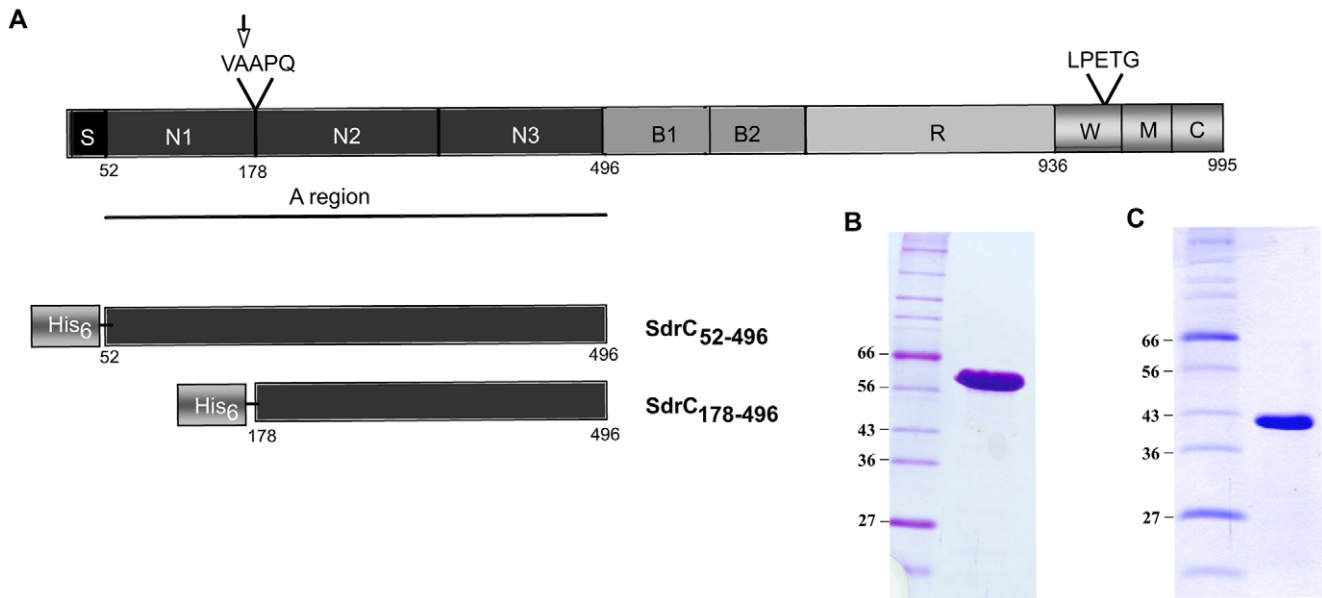 A
VAAPQ
LPETG
S N1 N2 N3 B1 B2 R W M C
52 178 496 936 995
A region
His6
52 496
SdrC52-496
His6
178 496
SdrC178-496
B
66
56
43
36
27
C
66
56
43
36
27